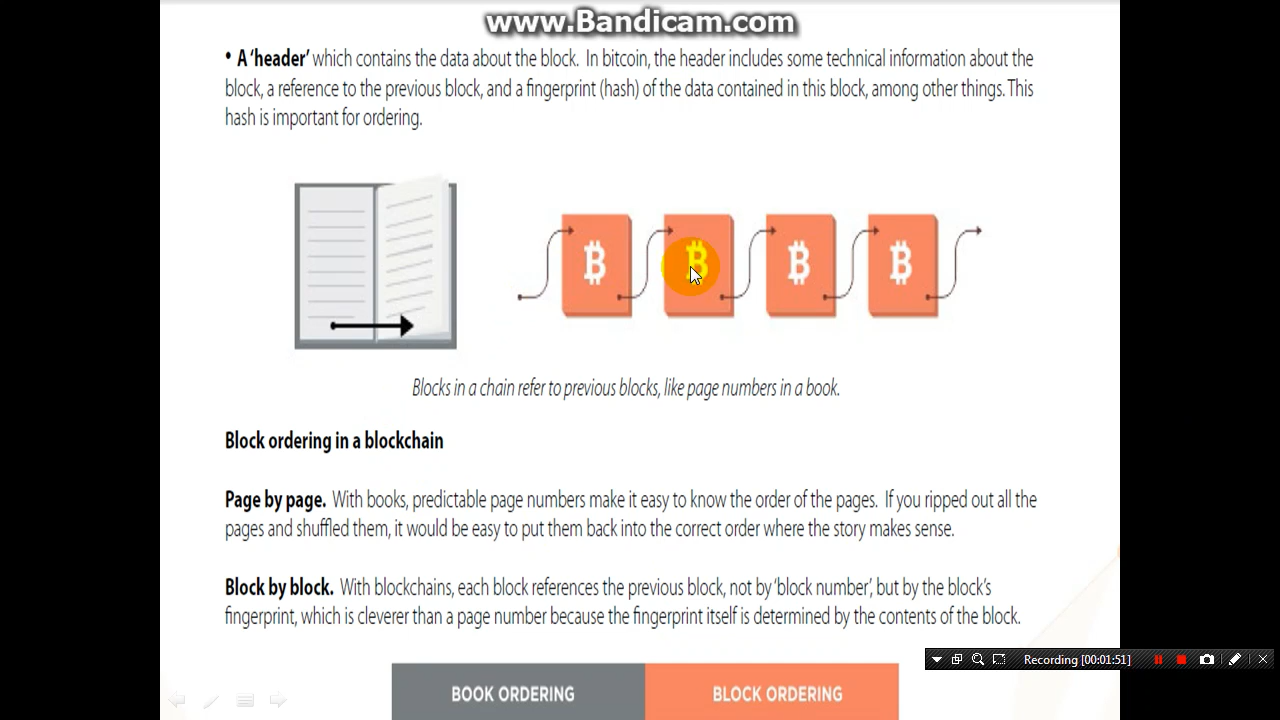 www.Bandicam.com
• A ‘header’ which contains the data about the block. In bitcoin, the header includes some technical information about the
block, a reference to the previous block, and a fingerprint (hash) of the data contained in this block, among other things. This
hash is important for ordering.
Blocks in a chain refer to previous blocks, like page numbers in a book.
Block ordering in a blockchain
Page by page. With books, predictable page numbers make it easy to know the order of the pages. If you ripped out all the
pages and shuffled them, it would be easy to put them back into the correct order where the story makes sense.
Block by block. With blockchains, each block references the previous block, not by ‘block number’, but by the block’s
fingerprint, which is cleverer than a page number because the fingerprint itself is determined by the contents of the block.
Recording [00:01:51]
BOOK ORDERING BLOCK ORDERING